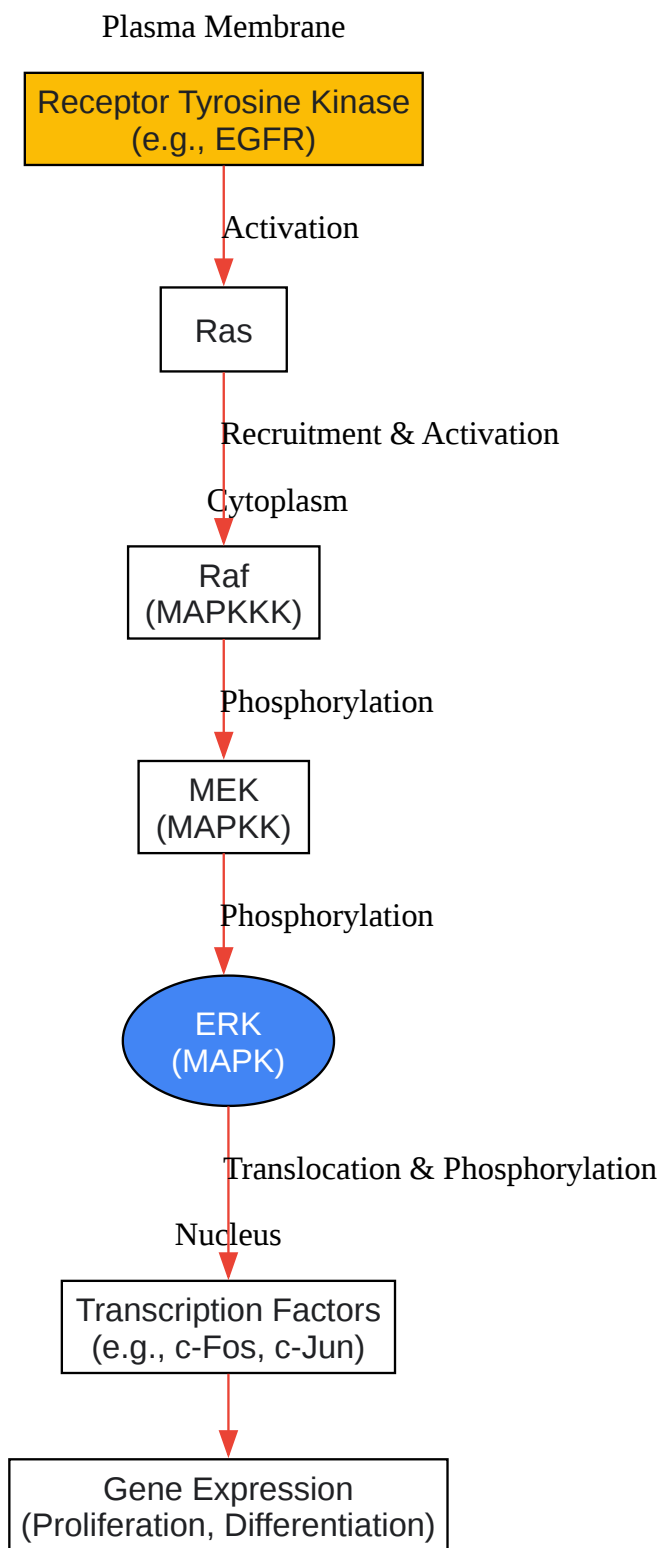 Plasma Membrane
Receptor Tyrosine Kinase
(e.g., EGFR)
Activation
Ras
Recruitment & Activation
Cytoplasm
Raf
(MAPKKK)
Phosphorylation
MEK
(MAPKK)
Phosphorylation
ERK
(MAPK)
Translocation & Phosphorylation
Nucleus
Transcription Factors
(e.g., c-Fos, c-Jun)
Gene Expression
(Proliferation, Differentiation)